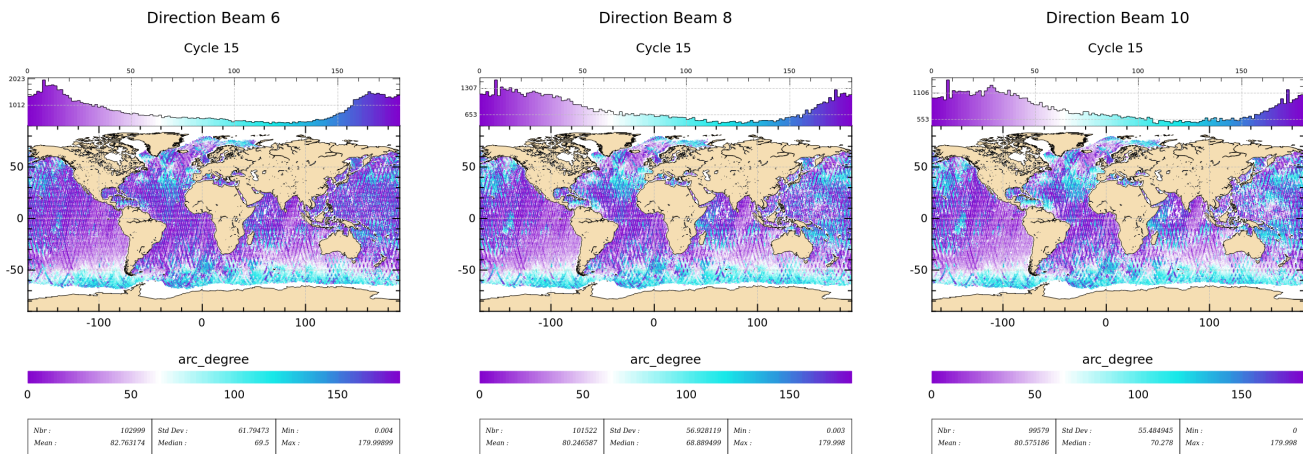 Direction Beam 6
Cycle 15
0 50 100 150
2023
1012
50
0
-50
-100 0 100
arc_degree
0 50 100 150
Nbr : 102999 Std Dev : 61.79473 Min : 0.004
Mean : 82.763174 Median : 69.5 Max : 179.99899
Direction Beam 8
Cycle 15
0 50 100 150
1307
653
50
0
-50
-100 0 100
arc_degree
0 50 100 150
Nbr : 101522 Std Dev : 56.928119 Min : 0.003
Mean : 80.246587 Median : 68.889499 Max : 179.998
Direction Beam 10
Cycle 15
0 50 100 150
1106
553
50
0
-50
-100 0 100
arc_degree
0 50 100 150
Nbr : 99579 Std Dev : 55.484945 Min : 0
Mean : 80.575186 Median : 70.278 Max : 179.998